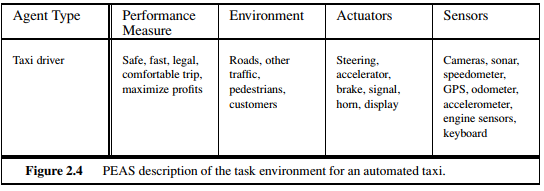 Agent Type
Performance
Measure
Environment
Actuators
Sensors
Taxi driver
Safe, fast, legal,
comfortable trip,
maximize profits
Roads, other
traffic,
pedestrians,
customers
Steering,
accelerator,
brake, signal,
horn, display
Cameras, sonar,
speedometer,
GPS, odometer,
accelerometer,
engine sensors,
keyboard
Figure 2.4 PEAS description of the task environment for an automated taxi.